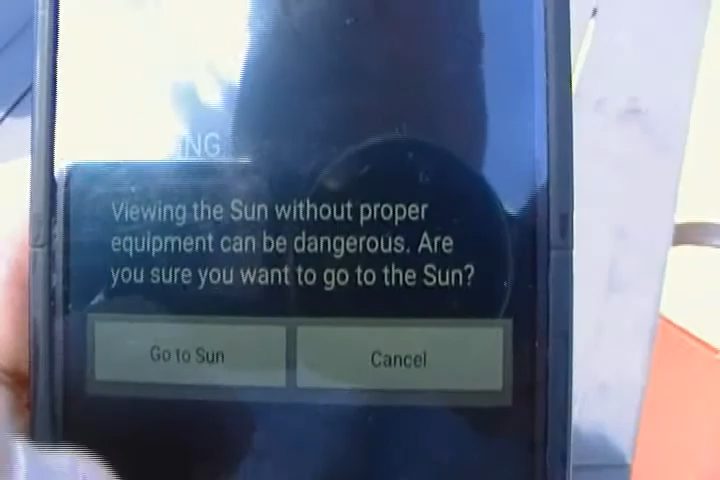 NG
Viewing the Sun without proper
equipment can be dangerous. Are
you sure you want to go to the Sun?
Go to Sun
Cancel